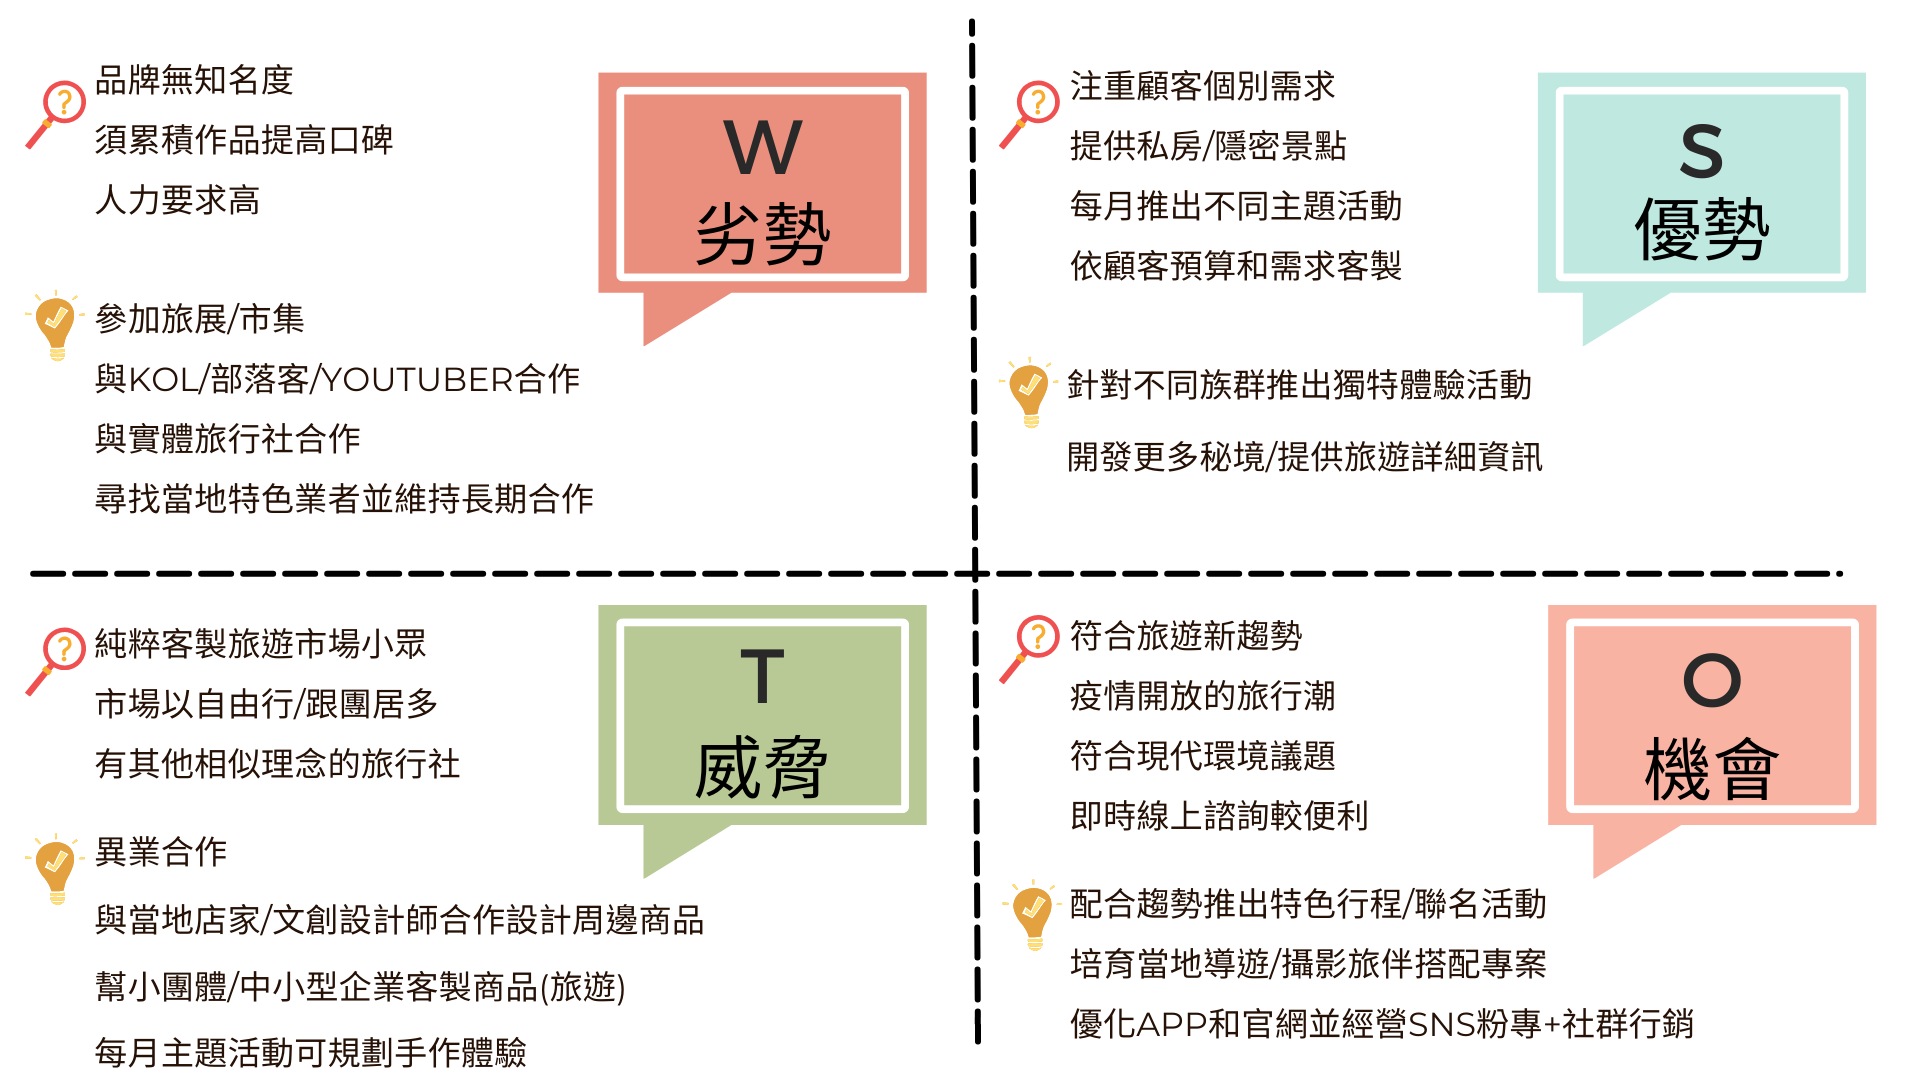 品牌無知名度
須累積作品提高口碑
人力要求高
W
劣勢
參加旅展/市集
與KOL/部落客/YOUTUBER合作
與實體旅行社合作
尋找當地特色業者並維持長期合作
注重顧客個別需求
提供私房/隱密景點
每月推出不同主題活動
依顧客預算和需求客製
S
優勢
針對不同族群推出獨特體驗活動
開發更多秘境/提供旅遊詳細資訊
純粹客製旅遊市場小眾
市場以自由行/跟團居多
有其他相似理念的旅行社
T
威脅
異業合作
與當地店家/文創設計師合作設計周邊商品
幫小團體/中小型企業客製商品(旅遊)
每月主題活動可規劃手作體驗
符合旅遊新趨勢
疫情開放的旅行潮
符合現代環境議題
即時線上諮詢較便利
O
機會
配合趨勢推出特色行程/聯名活動
培育當地導遊/攝影旅伴搭配專案
優化APP和官網並經營SNS粉專+社群行銷